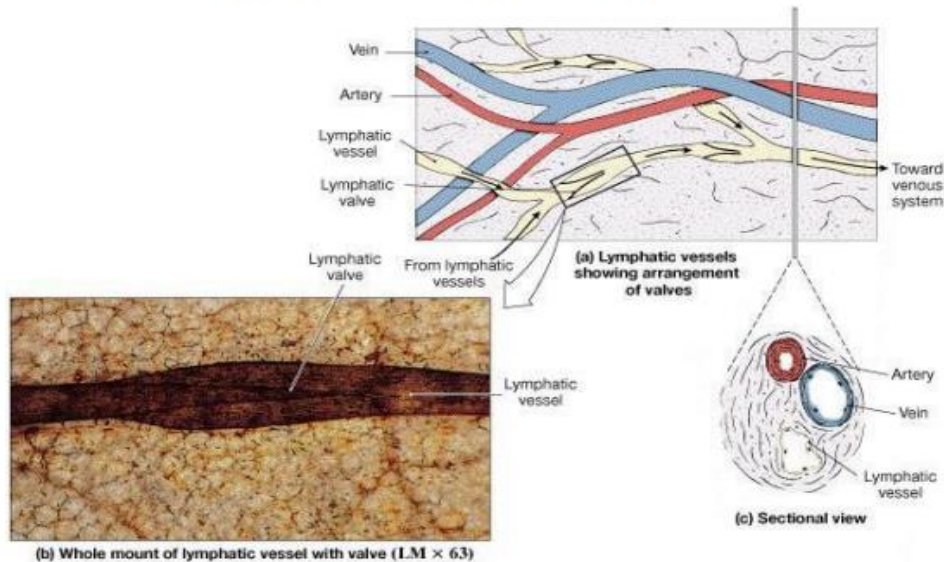 Vein
Artery
Lymphatic
vessel
Lymphatic
valve
Toward
venous
system
From lymphatic
vessels
(a) Lymphatic vessels
showing arrangement
of valves
Lymphatic
valve
Lymphatic
vessel
(b) Whole mount of lymphatic vessel with valve (LM × 63)
Artery
Vein
Lymphatic
vessel
(c) Sectional view